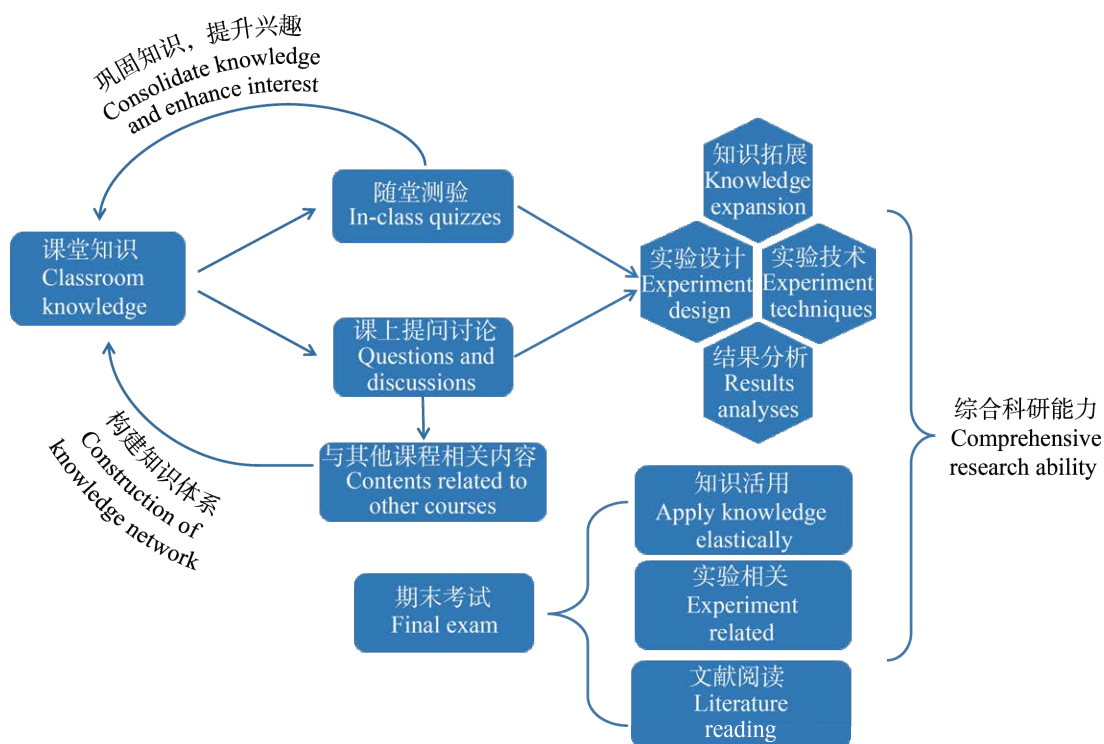 巩固知识，提升兴趣
Consolidate knowledge
and enhance interest
随堂测验
In-class quizzes
课堂知识
Classroom
knowledge
课上提问讨论
Questions and
discussions
与其他课程相关内容
Contents related to
other courses
构建知识体系
Construction of
knowledge network
知识拓展
Knowledge
expansion
实验设计
Experiment
design
实验技术
Experiment
techniques
结果分析
Results
analyses
期末考试
Final exam
知识活用
Apply knowledge
elastically
实验相关
Experiment
related
文献阅读
Literature
reading
综合科研能力
Comprehensive
research ability